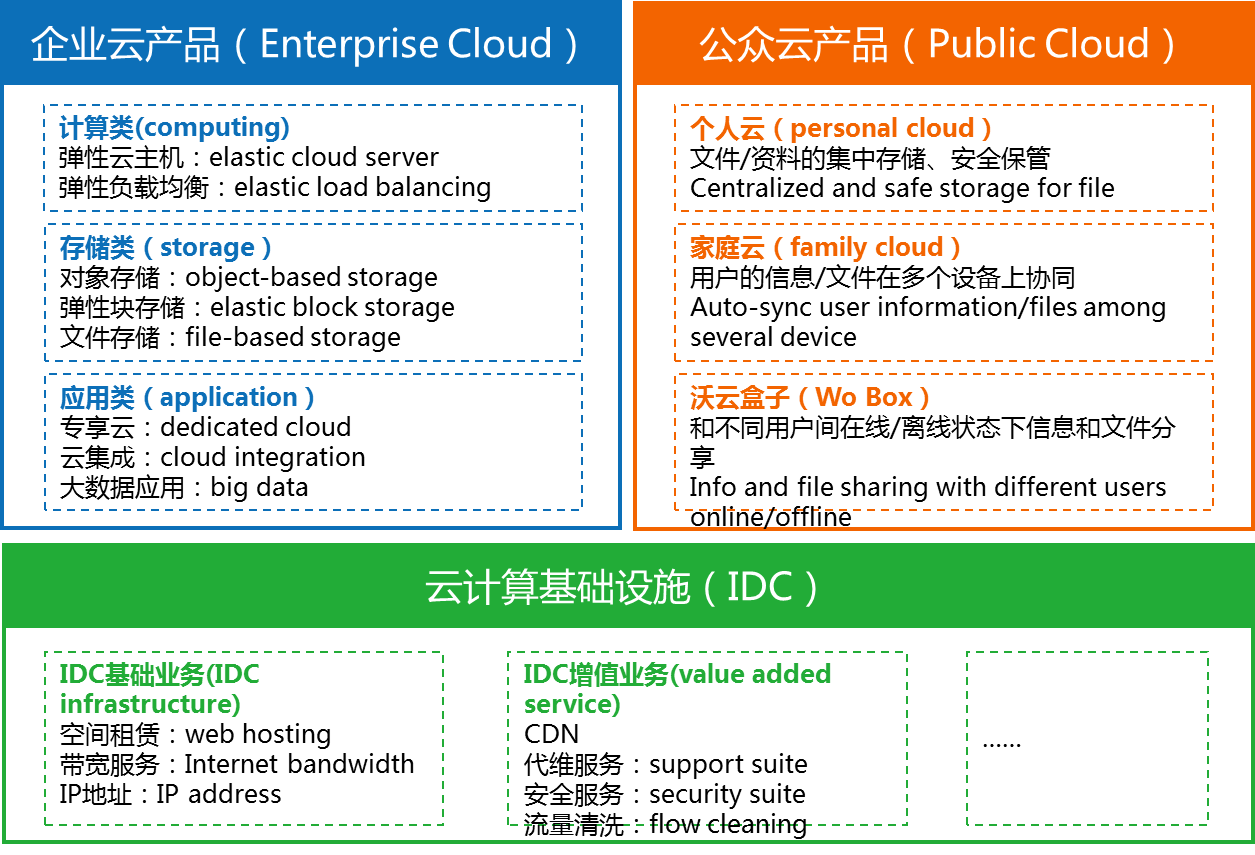 企业云产品（Enterprise Cloud）
计算类(computing)
弹性云主机：elastic cloud server
弹性负载均衡：elastic load balancing
存储类（storage）
对象存储：object-based storage
弹性块存储：elastic block storage
文件存储：file-based storage
应用类（application）
专享云：dedicated cloud
云集成：cloud integration
大数据应用：big data
公众云产品（Public Cloud）
个人云（personal cloud）
文件/资料的集中存储、安全保管
Centralized and safe storage for file
家庭云（family cloud）
用户的信息/文件在多个设备上协同
Auto-sync user information/files among
several device
沃云盒子（Wo Box）
和不同用户间在线/离线状态下信息和文件分
享
Info and file sharing with different users
online/offline
云计算基础设施（IDC）
IDC基础业务(IDC
infrastructure)
空间租赁：web hosting
带宽服务：Internet bandwidth
IP地址：IP address
IDC增值业务(value added
service)
CDN
代维服务：support suite
安全服务：security suite
流量清洗：flow cleaning
……